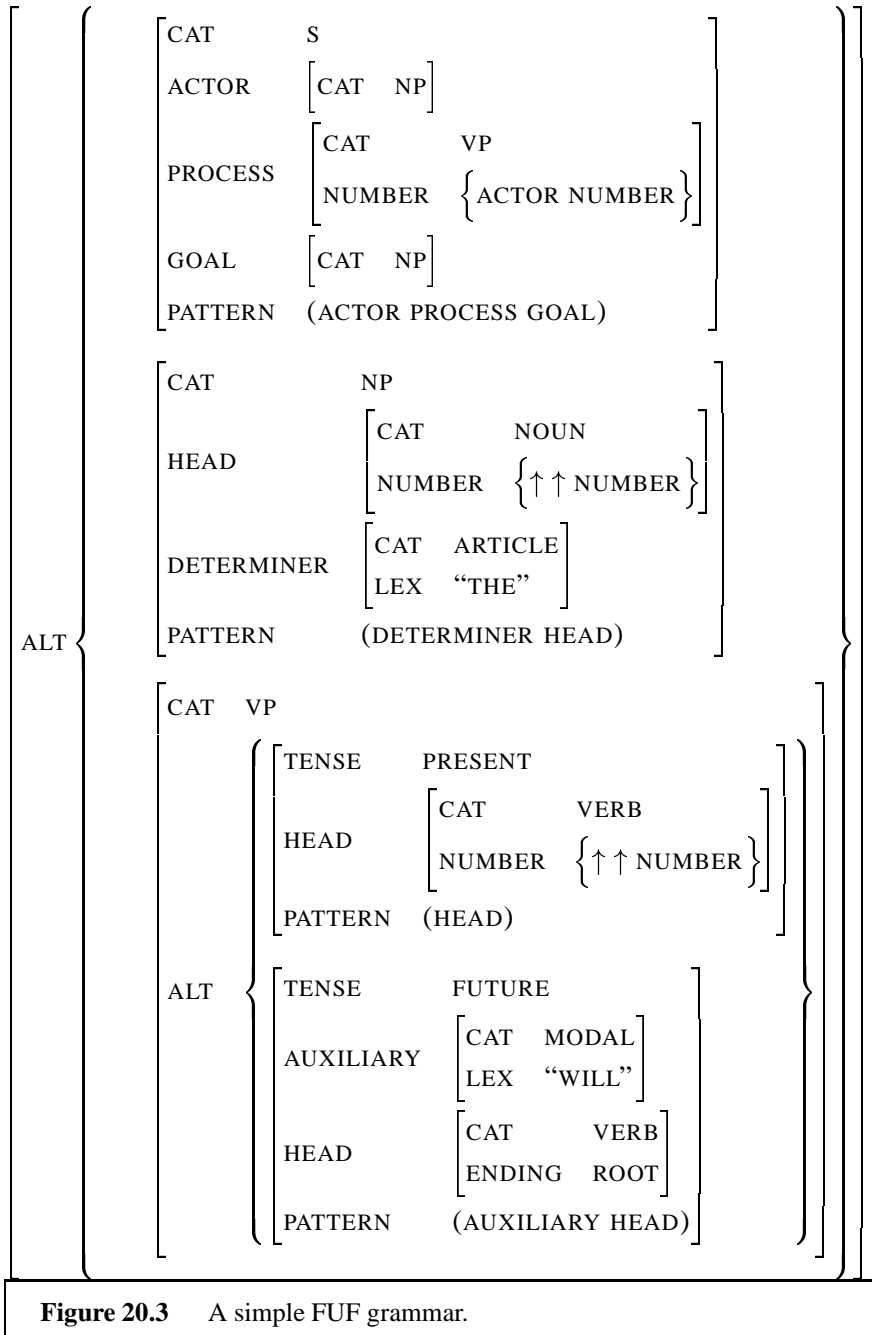 CAT S
ACTOR [CAT NP]
CAT VP
PROCESS
NUMBER {ACTOR NUMBER}
GOAL [CAT NP]
PATTERN (ACTOR PROCESS GOAL)
CAT NP
CAT NOUN
HEAD
NUMBER {↑ ↑ NUMBER}
CAT ARTICLE
DETERMINER
LEX “THE”
PATTERN (DETERMINER HEAD)
ALT
CAT VP
TENSE PRESENT
CAT VERB
HEAD
NUMBER {↑ ↑ NUMBER}
PATTERN (HEAD)
ALT
TENSE FUTURE
CAT MODAL
AUXILIARY
LEX “WILL”
CAT VERB
HEAD
ENDING ROOT
PATTERN (AUXILIARY HEAD)
Figure 20.3 A simple FUF grammar.